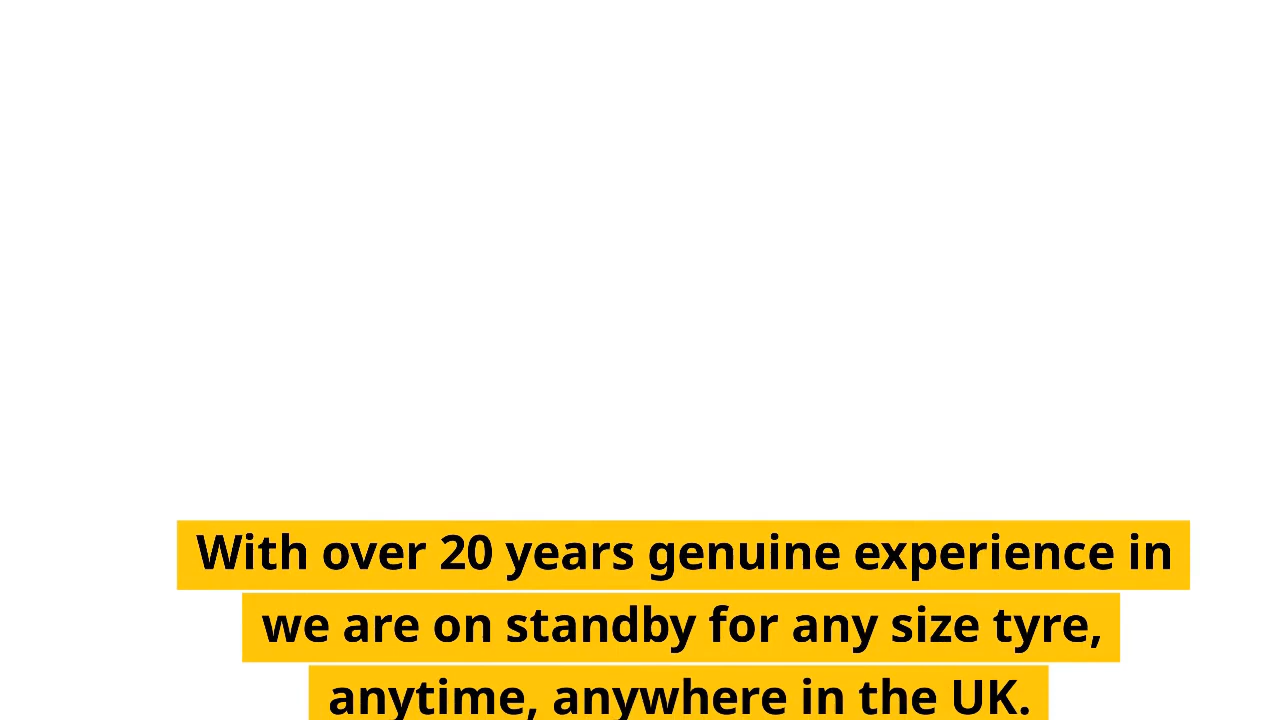 With over 20 years genuine experience in
we are on standby for any size tyre,
anytime, anywhere in the UK.